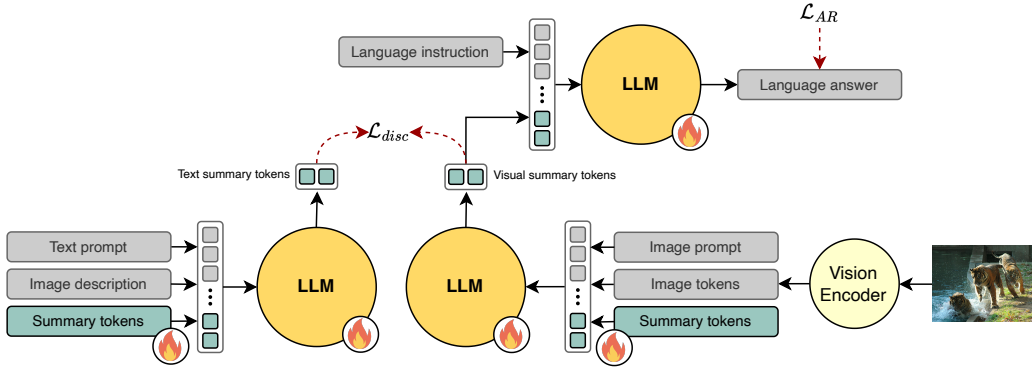 ℒ_AR
Language instruction
LLM
Language answer
ℒ_disc
Text summary tokens
Visual summary tokens
Text prompt
Image description
Summary tokens
LLM
LLM
Image prompt
Image tokens
Summary tokens
Vision
Encoder